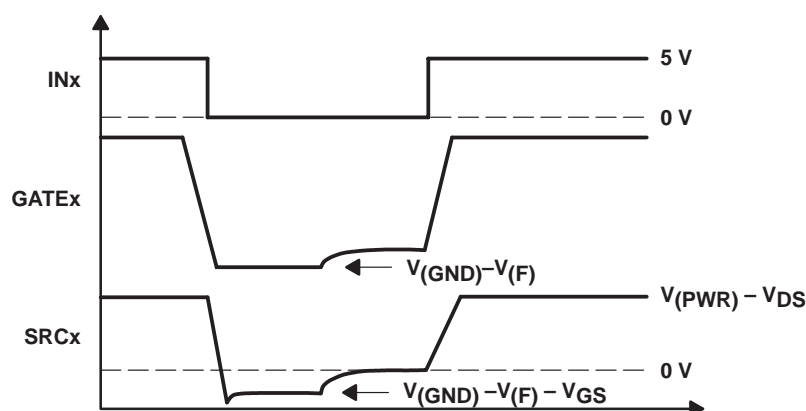 INx
5 V
0 V
GATEx
V(GND)–V(F)
V(PWR) – VDS
SRCx
0 V
V(GND) –V(F) – VGS